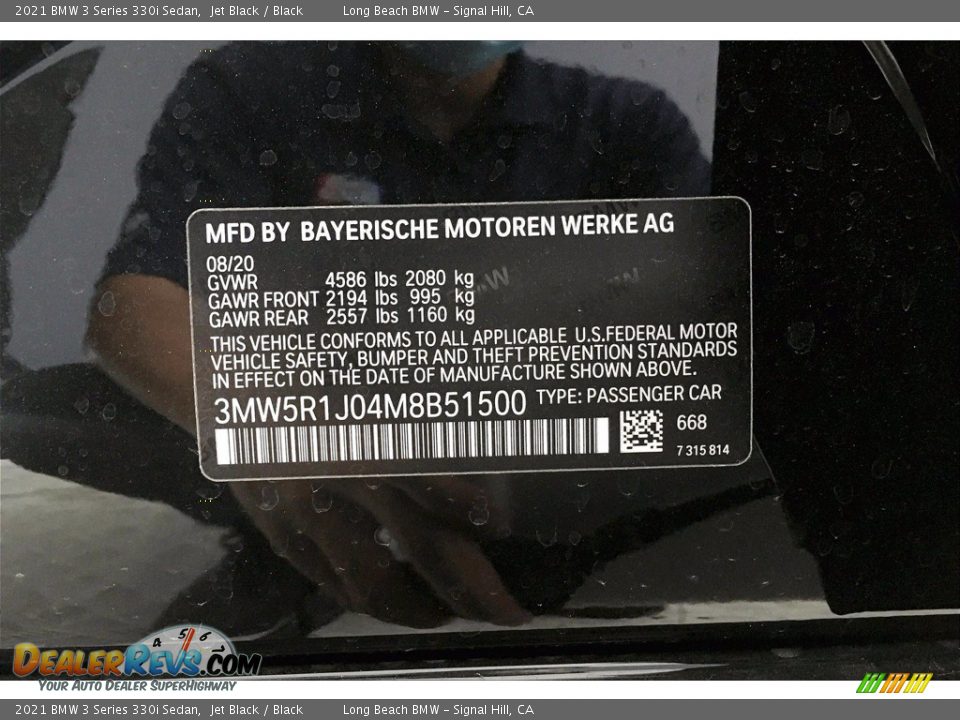 2021 BMW 3 Series 330i Sedan, Jet Black / Black Long Beach BMW - Signal Hill, CA
MFD BY BAYERISCHE MOTOREN WERKE AG
08/20
GVWR 4586 lbs 2080 kg
GAWR FRONT 2194 lbs 995 kg
GAWR REAR 2557 lbs 1160 kg
THIS VEHICLE CONFORMS TO ALL APPLICABLE U.S.FEDERAL MOTOR
VEHICLE SAFETY, BUMPER AND THEFT PREVENTION STANDARDS
IN EFFECT ON THE DATE OF MANUFACTURE SHOWN ABOVE.
3MW5R1J04M8B51500 TYPE: PASSENGER CAR
668
7 315 814
4 5 6
DEALERREVS.COM
YOUR AUTO DEALER SUPERHIGHWAY
2021 BMW 3 Series 330i Sedan, Jet Black / Black Long Beach BMW - Signal Hill, CA